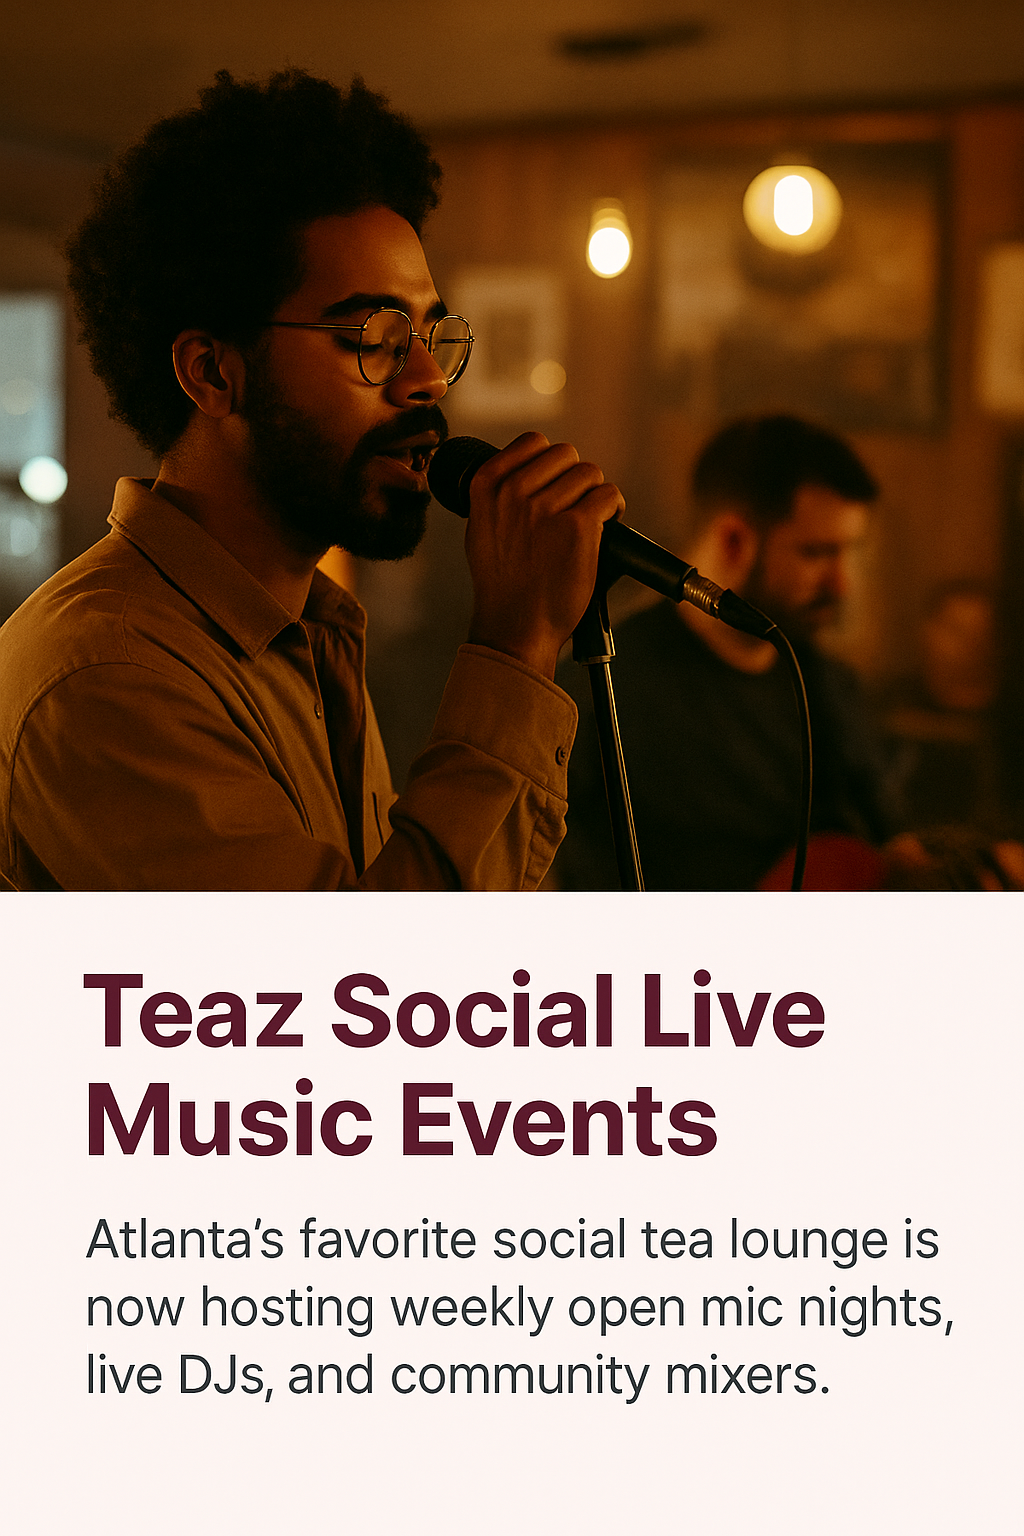 Teaz Social Live
Music Events
Atlanta’s favorite social tea lounge is
now hosting weekly open mic nights,
live DJs, and community mixers.